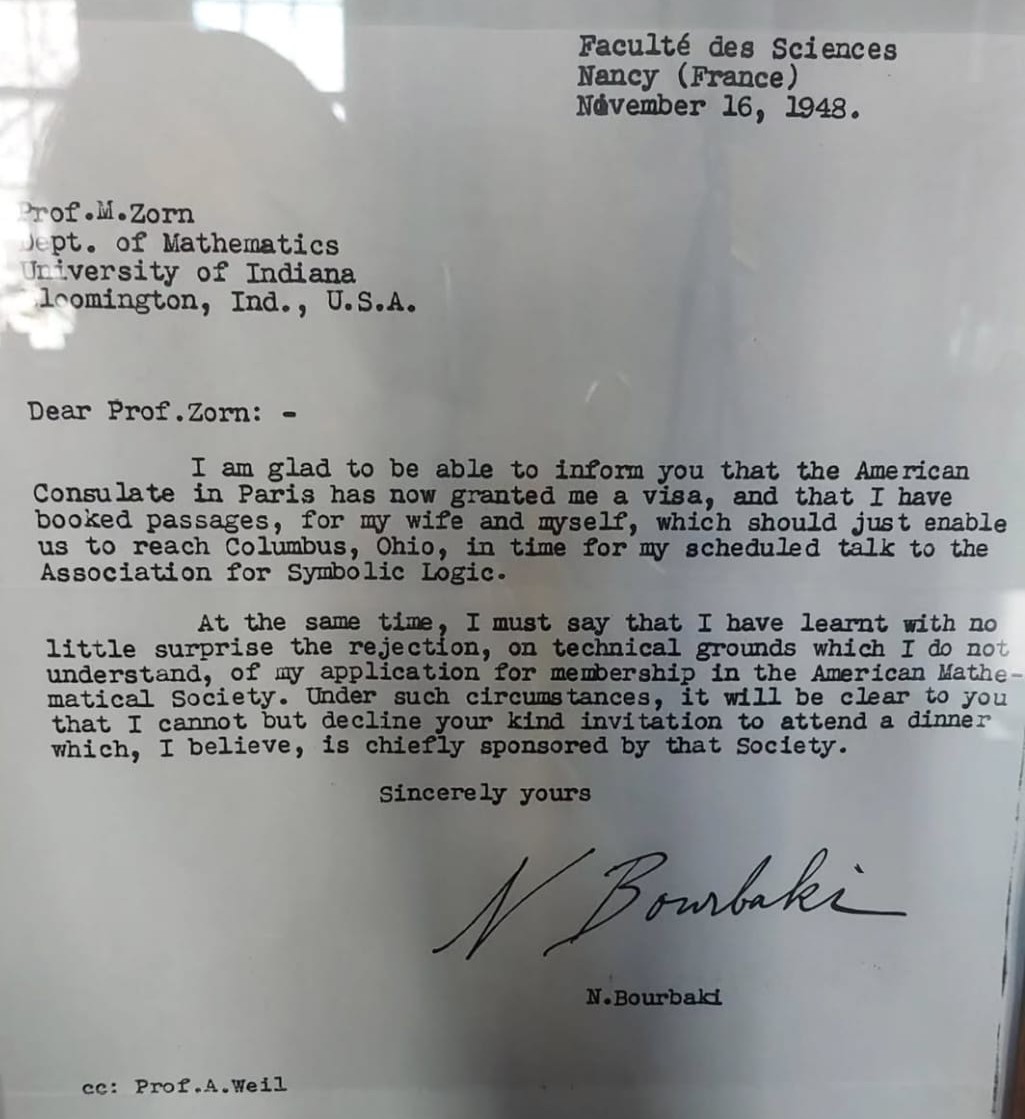 Faculté des Sciences
Nancy (France)
November 16, 1948.
Prof.M.Zorn
Dept. of Mathematics
University of Indiana
Bloomington, Ind., U.S.A.
Dear Prof.Zorn: -
I am glad to be able to inform you that the American
Consulate in Paris has now granted me a visa, and that I have
booked passages, for my wife and myself, which should just enable
us to reach Columbus, Ohio, in time for my scheduled talk to the
Association for Symbolic Logic.
At the same time, I must say that I have learnt with no
little surprise the rejection, on technical grounds which I do not
understand, of my application for membership in the American Mathe-
matical Society. Under such circumstances, it will be clear to you
that I cannot but decline your kind invitation to attend a dinner
which, I believe, is chiefly sponsored by that Society.
Sincerely yours
N Bourbaki
N.Bourbaki
cc: Prof.A.Weil